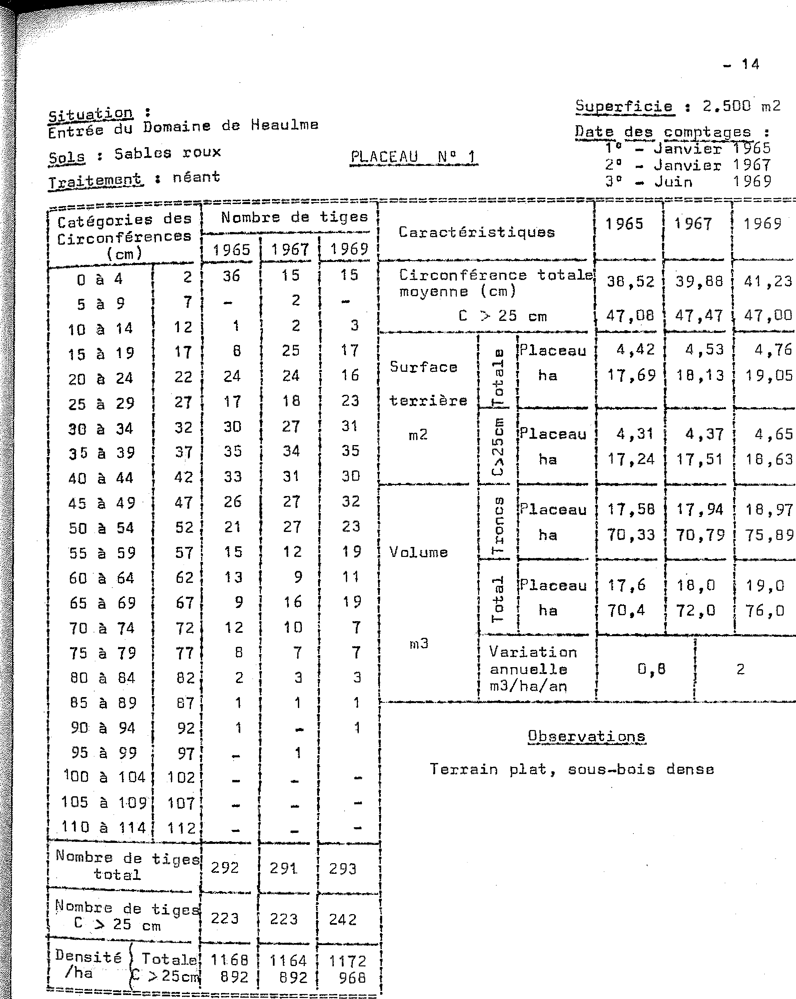 - 14
Situation :
Entrée du Domaine de Heaulme
Sols : Sables roux
Traitement : néant
PLACEAU Nº 1
Superficie : 2.500 m2
Date des comptages :
1º - Janvier 1965
2º - Janvier 1967
3º - Juin 1969
Catégories des Circonférences (cm) | Nombre de tiges
1965 | 1967 | 1969
0 à 4 | 2 | 36 | 15 | 15
5 à 9 | 7 | - | 2 | -
10 à 14 | 12 | 1 | 2 | 3
15 à 19 | 17 | 8 | 25 | 17
20 à 24 | 22 | 24 | 24 | 16
25 à 29 | 27 | 17 | 18 | 23
30 à 34 | 32 | 30 | 27 | 31
35 à 39 | 37 | 35 | 34 | 35
40 à 44 | 42 | 33 | 31 | 30
45 à 49 | 47 | 26 | 27 | 32
50 à 54 | 52 | 21 | 27 | 23
55 à 59 | 57 | 15 | 12 | 19
60 à 64 | 62 | 13 | 9 | 11
65 à 69 | 67 | 9 | 16 | 19
70 à 74 | 72 | 12 | 10 | 7
75 à 79 | 77 | 8 | 7 | 7
80 à 84 | 82 | 2 | 3 | 3
85 à 89 | 87 | 1 | 1 | 1
90 à 94 | 92 | 1 | - | 1
95 à 99 | 97 | - | 1
100 à 104 | 102 | - | - | -
105 à 109 | 107 | - | - | -
110 à 114 | 112 | - | - | -
Nombre de tiges total | 292 | 291 | 293
Nombre de tiges C > 25 cm | 223 | 223 | 242
Densité /ha
Totale | 1168 | 1164 | 1172
C > 25cm | 892 | 892 | 968
Caractéristiques | 1965 | 1967 | 1969
Circonférence totale moyenne (cm) | 38,52 | 39,88 | 41,23
C > 25 cm | 47,08 | 47,47 | 47,00
Surface terrière m2
Totale
Placeau | 4,42 | 4,53 | 4,76
ha | 17,69 | 18,13 | 19,05
C>25cm
Placeau | 4,31 | 4,37 | 4,65
ha | 17,24 | 17,51 | 18,63
Volume m3
Troncs
Placeau | 17,58 | 17,94 | 18,97
ha | 70,33 | 70,79 | 75,89
Total
Placeau | 17,6 | 18,0 | 19,0
ha | 70,4 | 72,0 | 76,0
Variation annuelle m3/ha/an | 0,8 | 2
Observations
Terrain plat, sous-bois dense